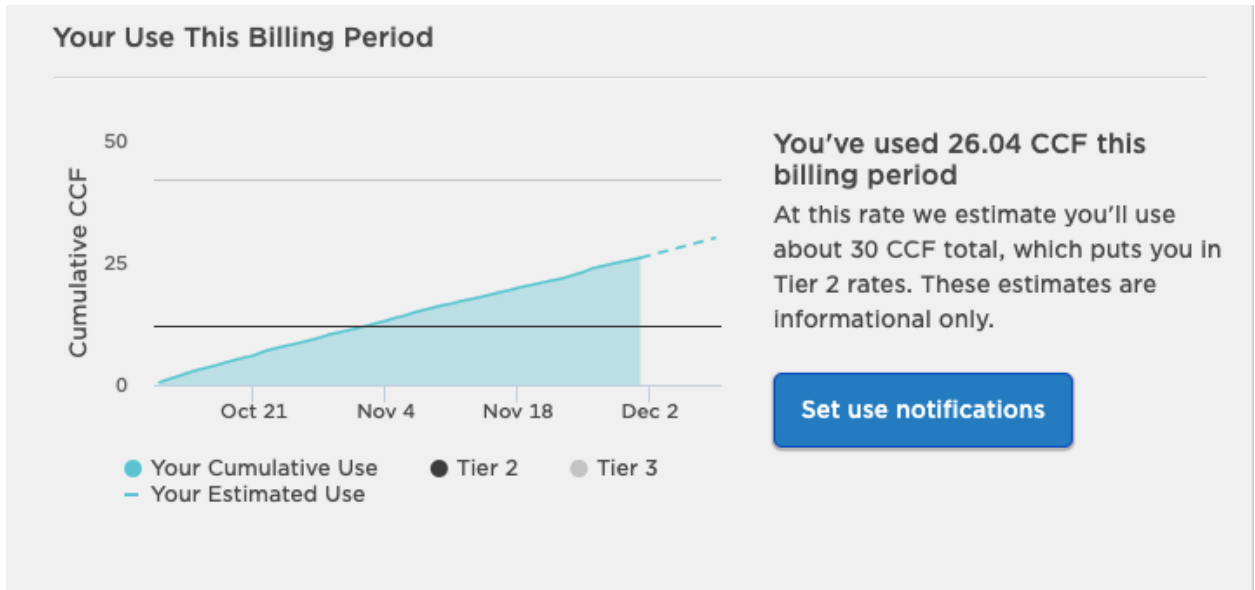 Your Use This Billing Period
50
25
0
Cumulative CCF
Oct 21 Nov 4 Nov 18 Dec 2
Your Cumulative Use Tier 2 Tier 3
Your Estimated Use
You've used 26.04 CCF this
billing period
At this rate we estimate you'll use
about 30 CCF total, which puts you in
Tier 2 rates. These estimates are
informational only.
Set use notifications